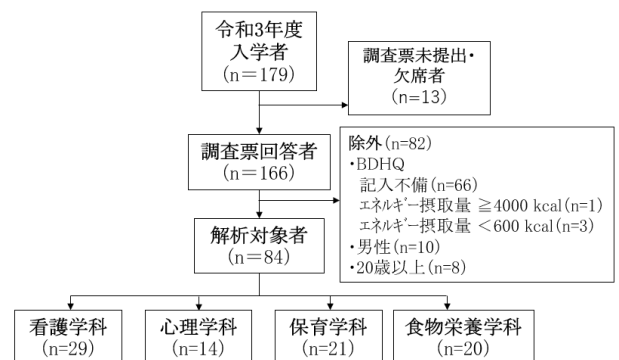 令和3年度
入学者
(n＝179)
調査票未提出・
欠席者
(n=13)
調査票回答者
(n＝166)
除外(n=82)
・BDHQ
記入不備(n=66)
ｴﾈﾙｷﾞｰ摂取量 ≧4000 kcal(n=1)
ｴﾈﾙｷﾞｰ摂取量 ＜600 kcal(n=3)
・男性(n=10)
・20歳以上(n=8)
解析対象者
(n＝84)
看護学科
(n=29)
心理学科
(n=14)
保育学科
(n=21)
食物栄養学科
(n=20)